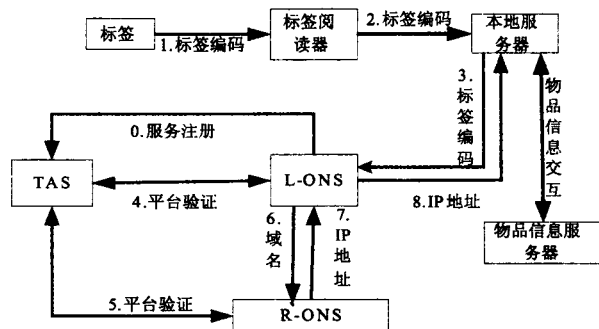 标签
1.标签编码
标签阅
读器
2.标签编码
本地服
务器
3.
标
签
编
码
物
品
信
息
交
互
0.服务注册
TAS
4.平台验证
L-ONS
8.IP地址
6.
域
名
7.
IP
地
址
物品信息服
务器
5.平台验证
R-ONS